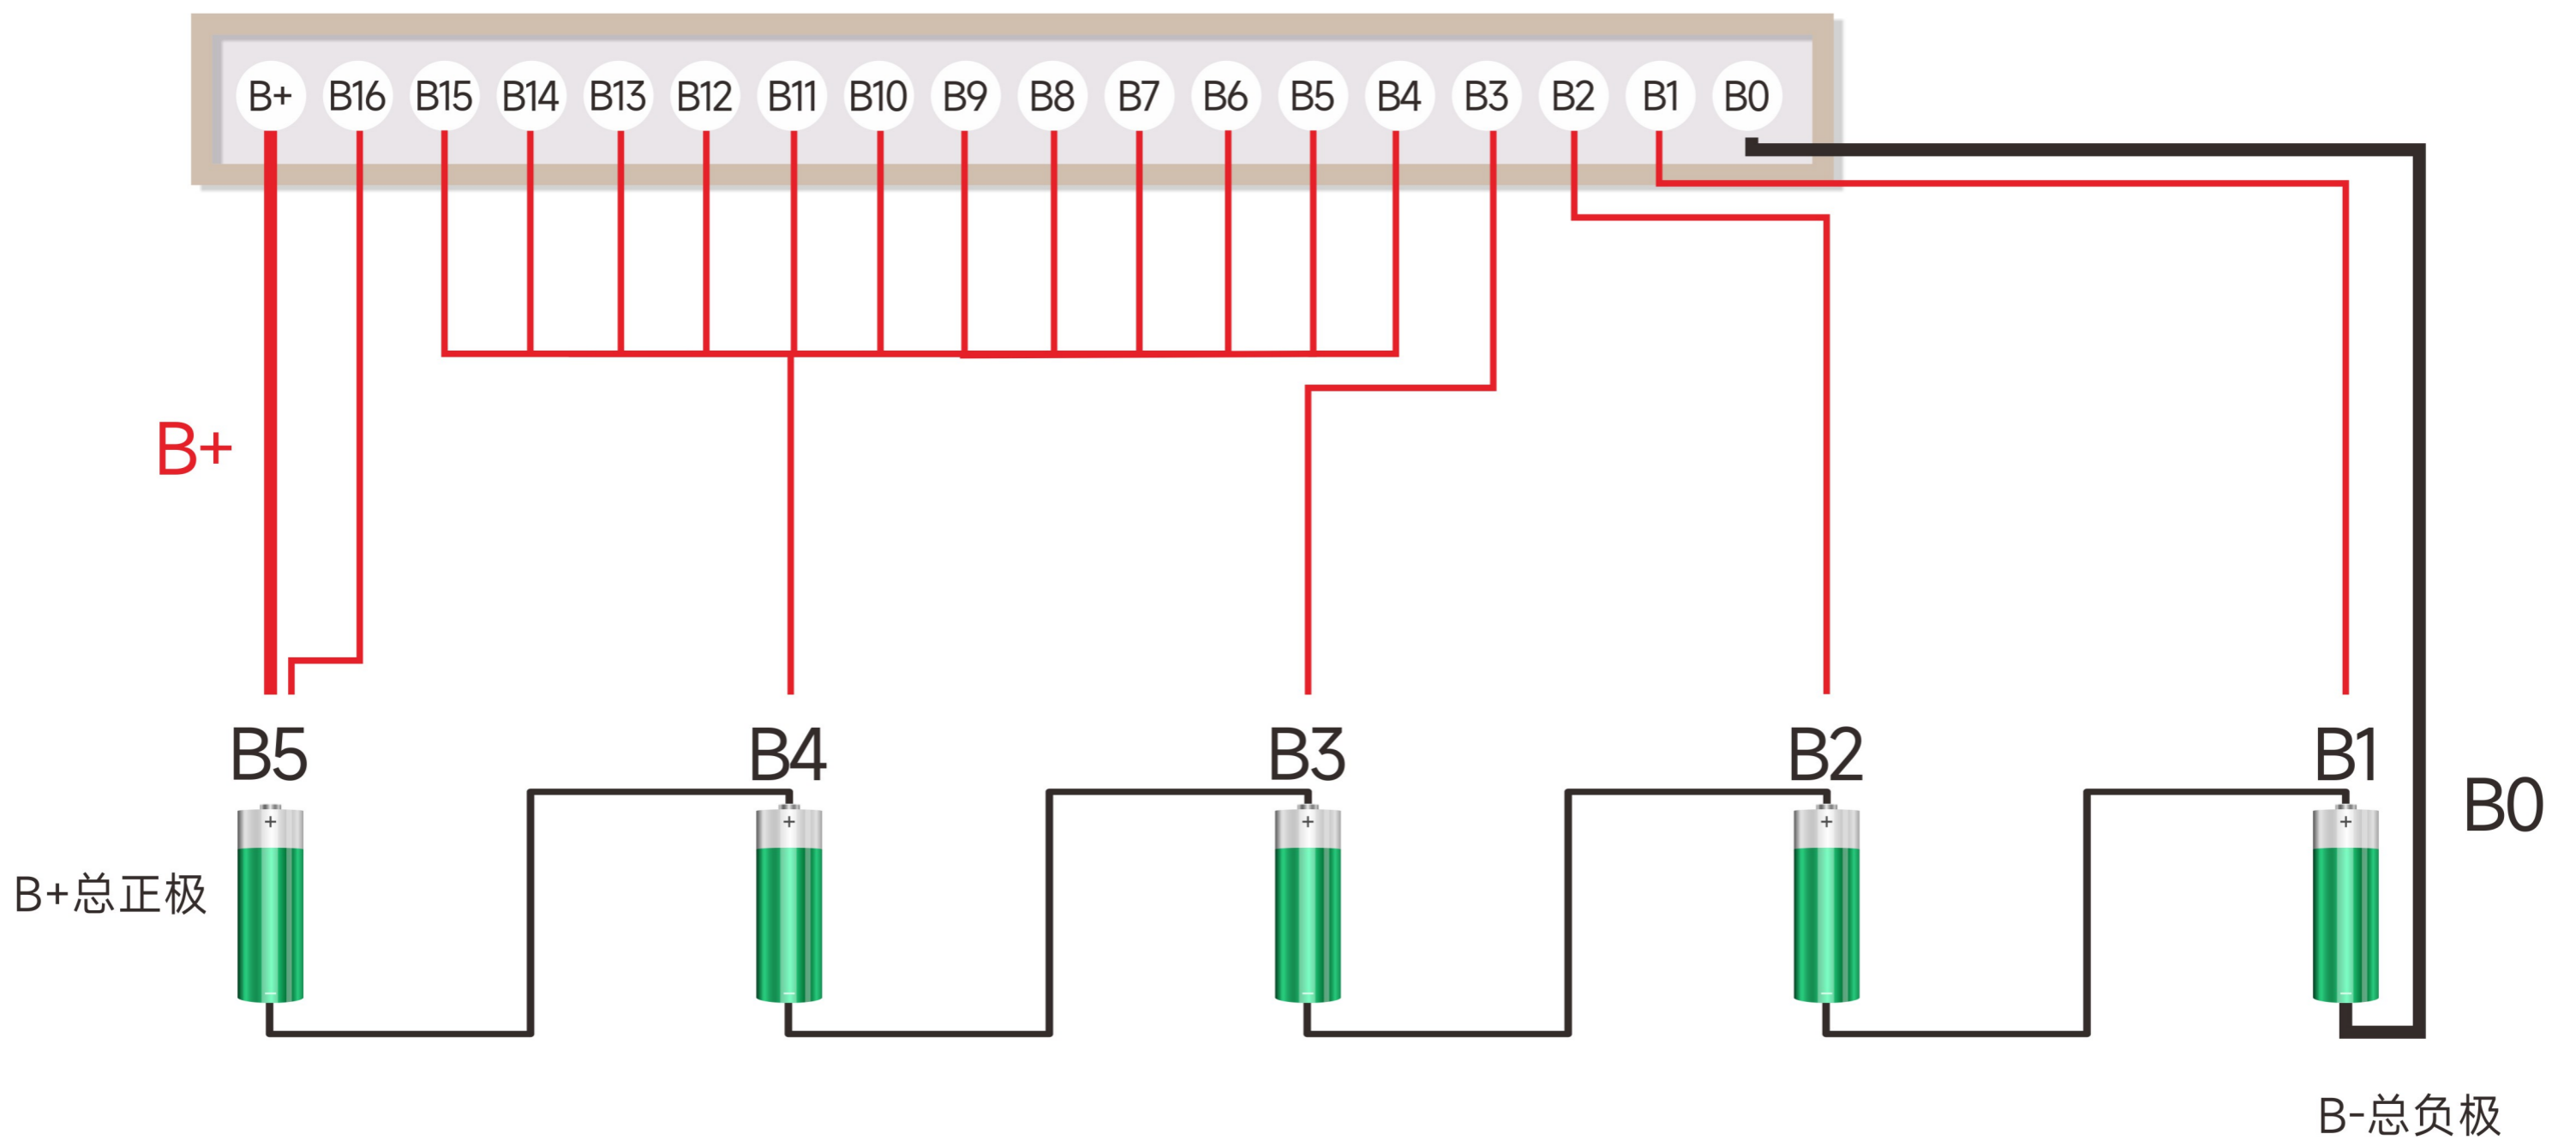 B+ B16 B15 B14 B13 B12 B11 B10 B9 B8 B7 B6 B5 B4 B3 B2 B1 B0
B+
B5 B4 B3 B2 B1
B0
+ + + + +
B+总正极
B-总负极